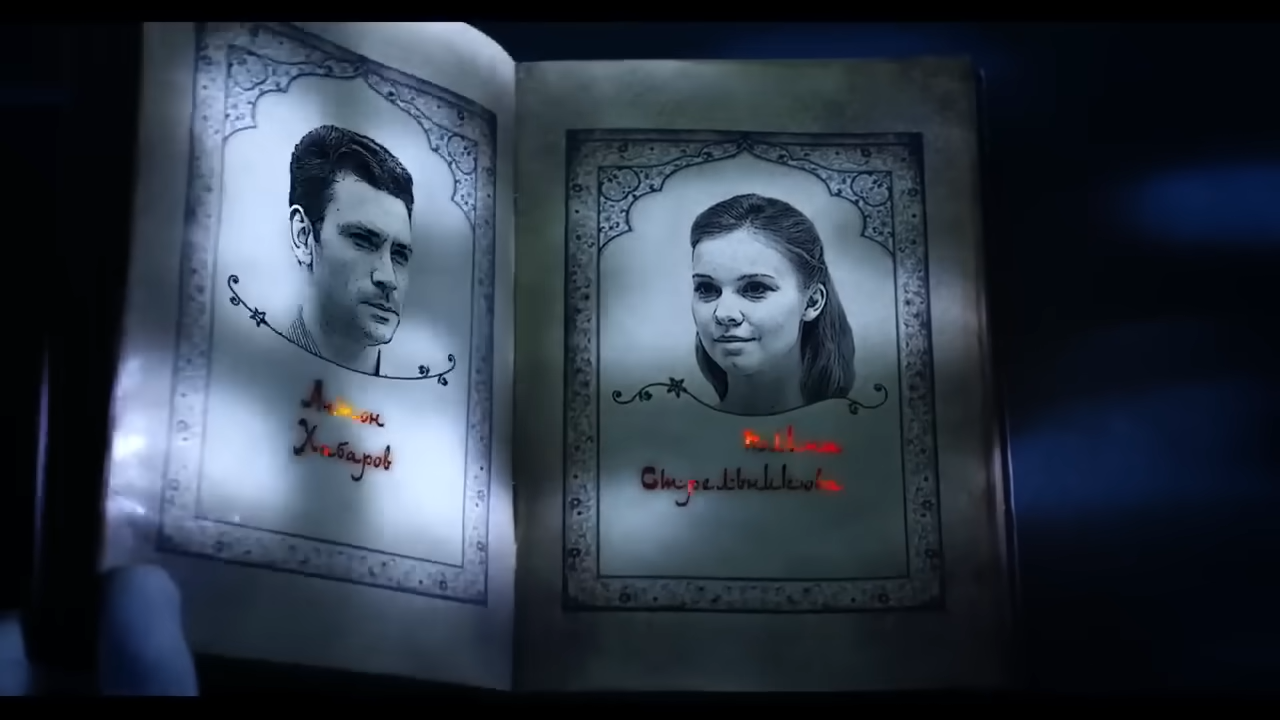 Антон
Хабаров
Стрельникова